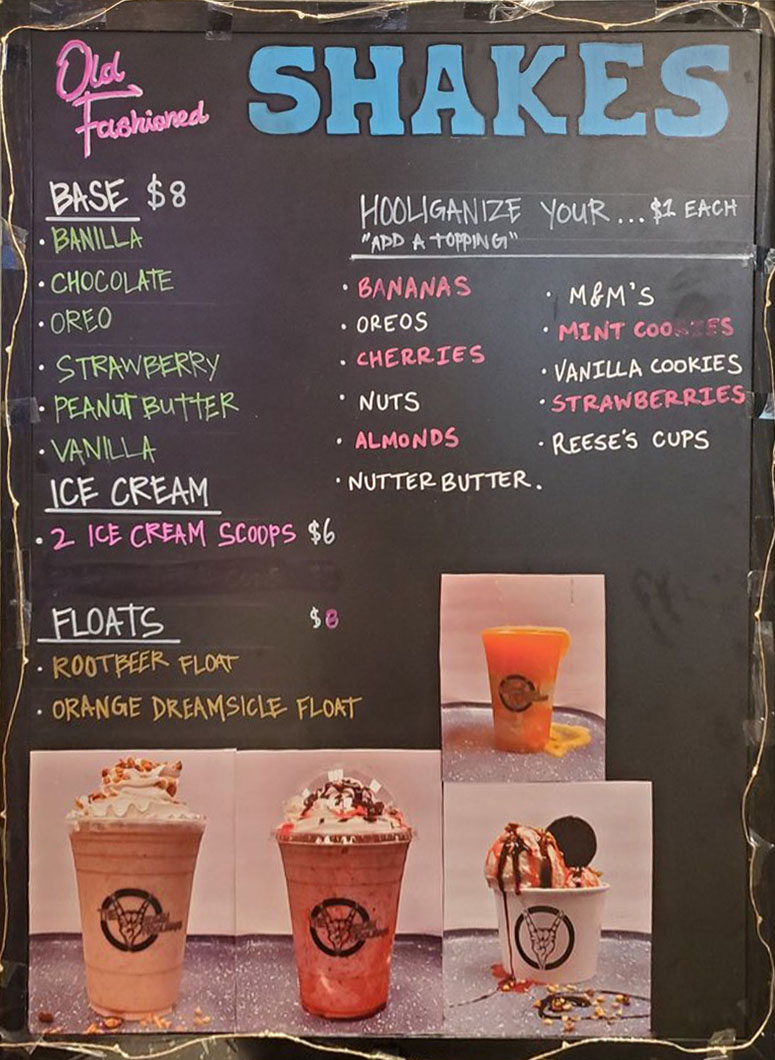 Old
Fashioned
SHAKES
BASE $8
· BANILLA
· CHOCOLATE
· OREO
· STRAWBERRY
· PEANUT BUTTER
· VANILLA
ICE CREAM
· 2 ICE CREAM SCOOPS $6
FLOATS $8
· ROOTBEER FLOAT
· ORANGE DREAMSICLE FLOAT
HOOLIGANIZE YOUR... $1 EACH
"ADD A TOPPING"
· BANANAS
· OREOS
· CHERRIES
· NUTS
· ALMONDS
· NUTTER BUTTER.
· M&M'S
· MINT COOKIES
· VANILLA COOKIES
· STRAWBERRIES
· REESE'S CUPS